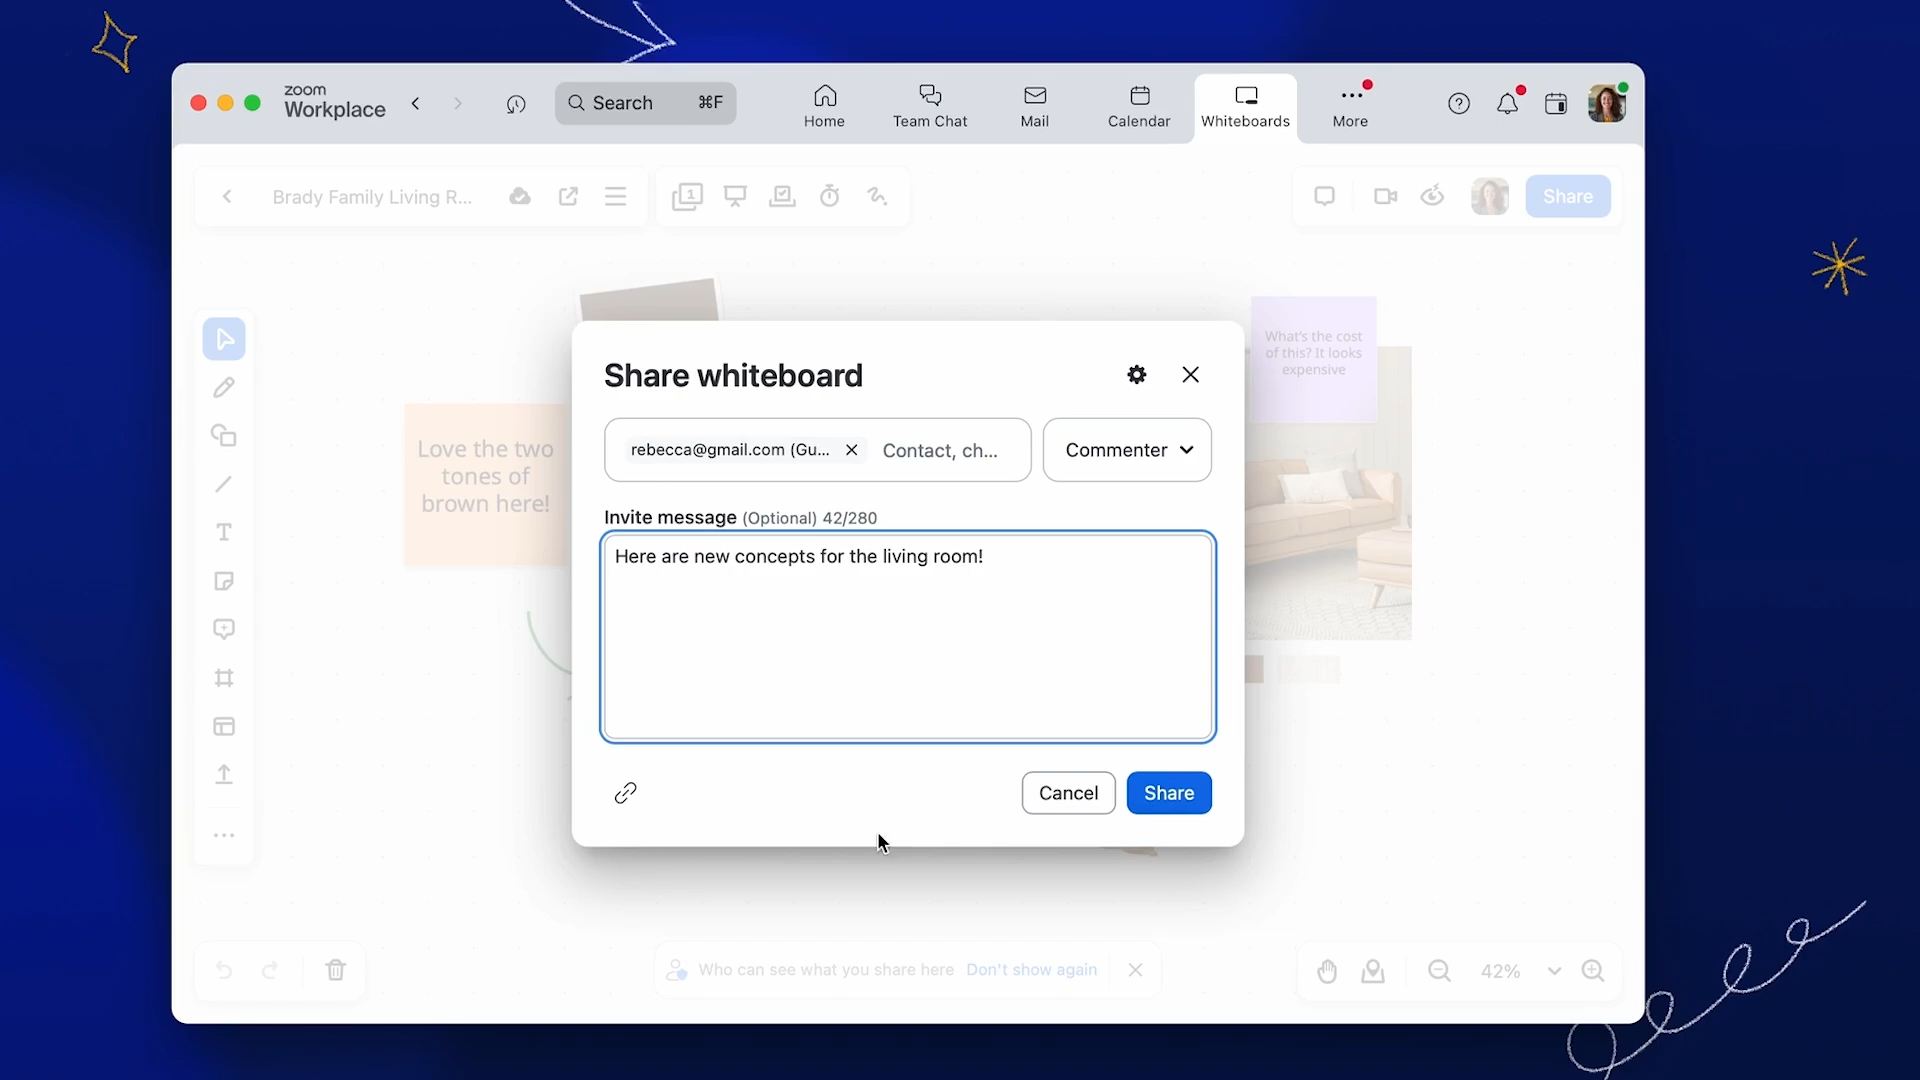 zoom
Workplace
Search ⌘F
Home
Team Chat
Mail
Calendar
Whiteboards
More
Brady Family Living R...
1
Share
What's the cost
of this? It looks
expensive
Love the two
tones of
brown here!
Share whiteboard
rebecca@gmail.com (Gu...
Contact, ch...
Commenter
Invite message (Optional) 42/280
Here are new concepts for the living room!
Cancel
Share
Who can see what you share here Don't show again
42%